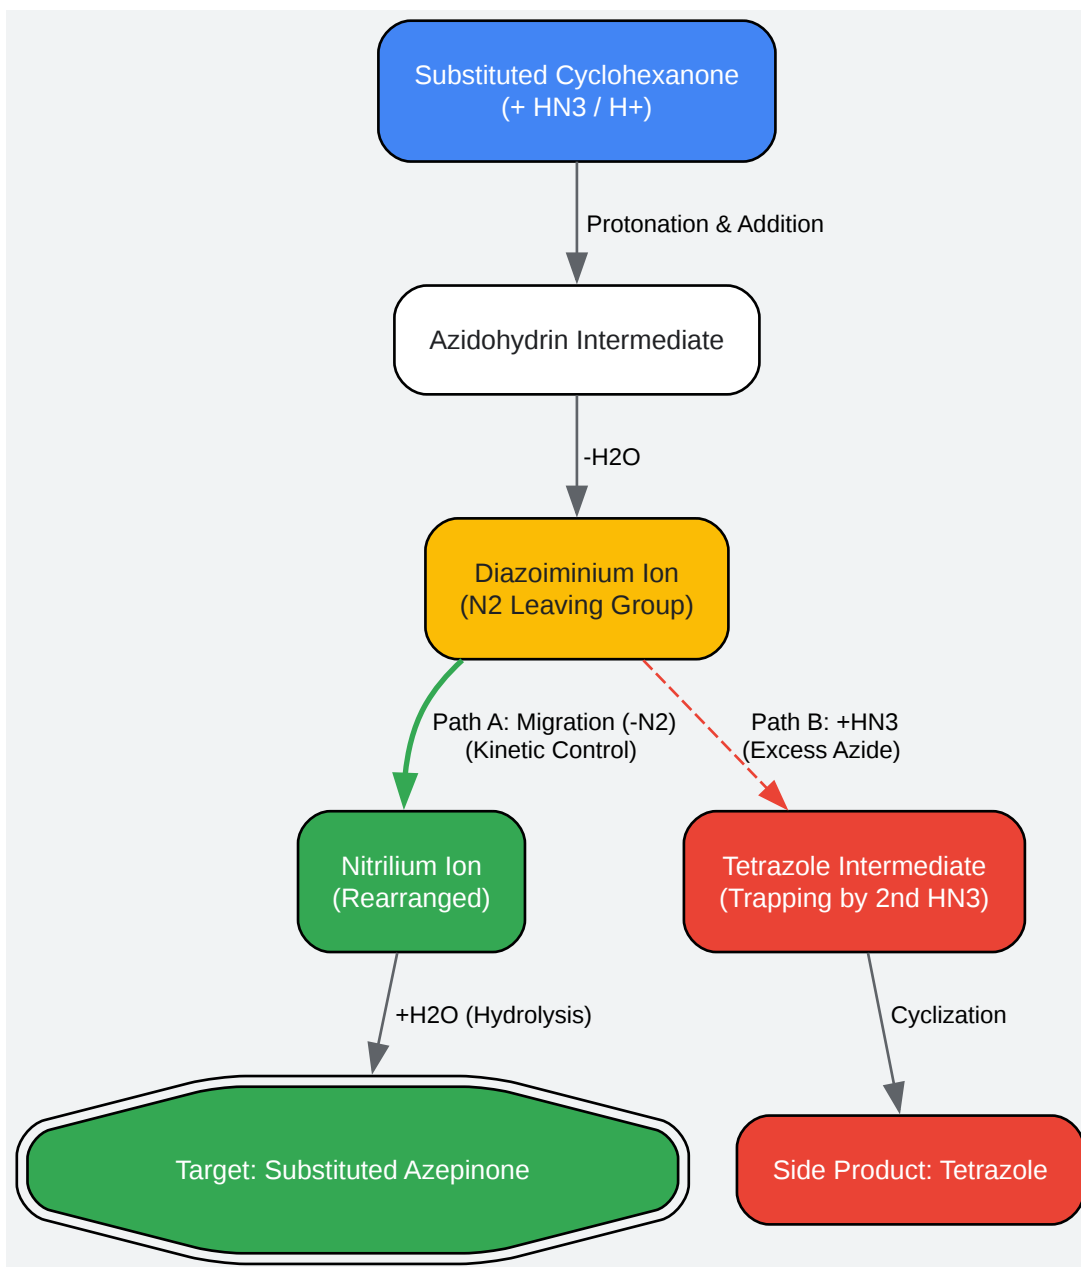 Substituted Cyclohexanone
(+ HN3 / H+)
Protonation & Addition
Azidohydrin Intermediate
-H2O
Diazoiminium Ion
(N2 Leaving Group)
Path A: Migration (-N2)
(Kinetic Control)
Path B: +HN3
(Excess Azide)
Nitrilium Ion
(Rearranged)
Tetrazole Intermediate
(Trapping by 2nd HN3)
+H2O (Hydrolysis)
Cyclization
Target: Substituted Azepinone
Side Product: Tetrazole